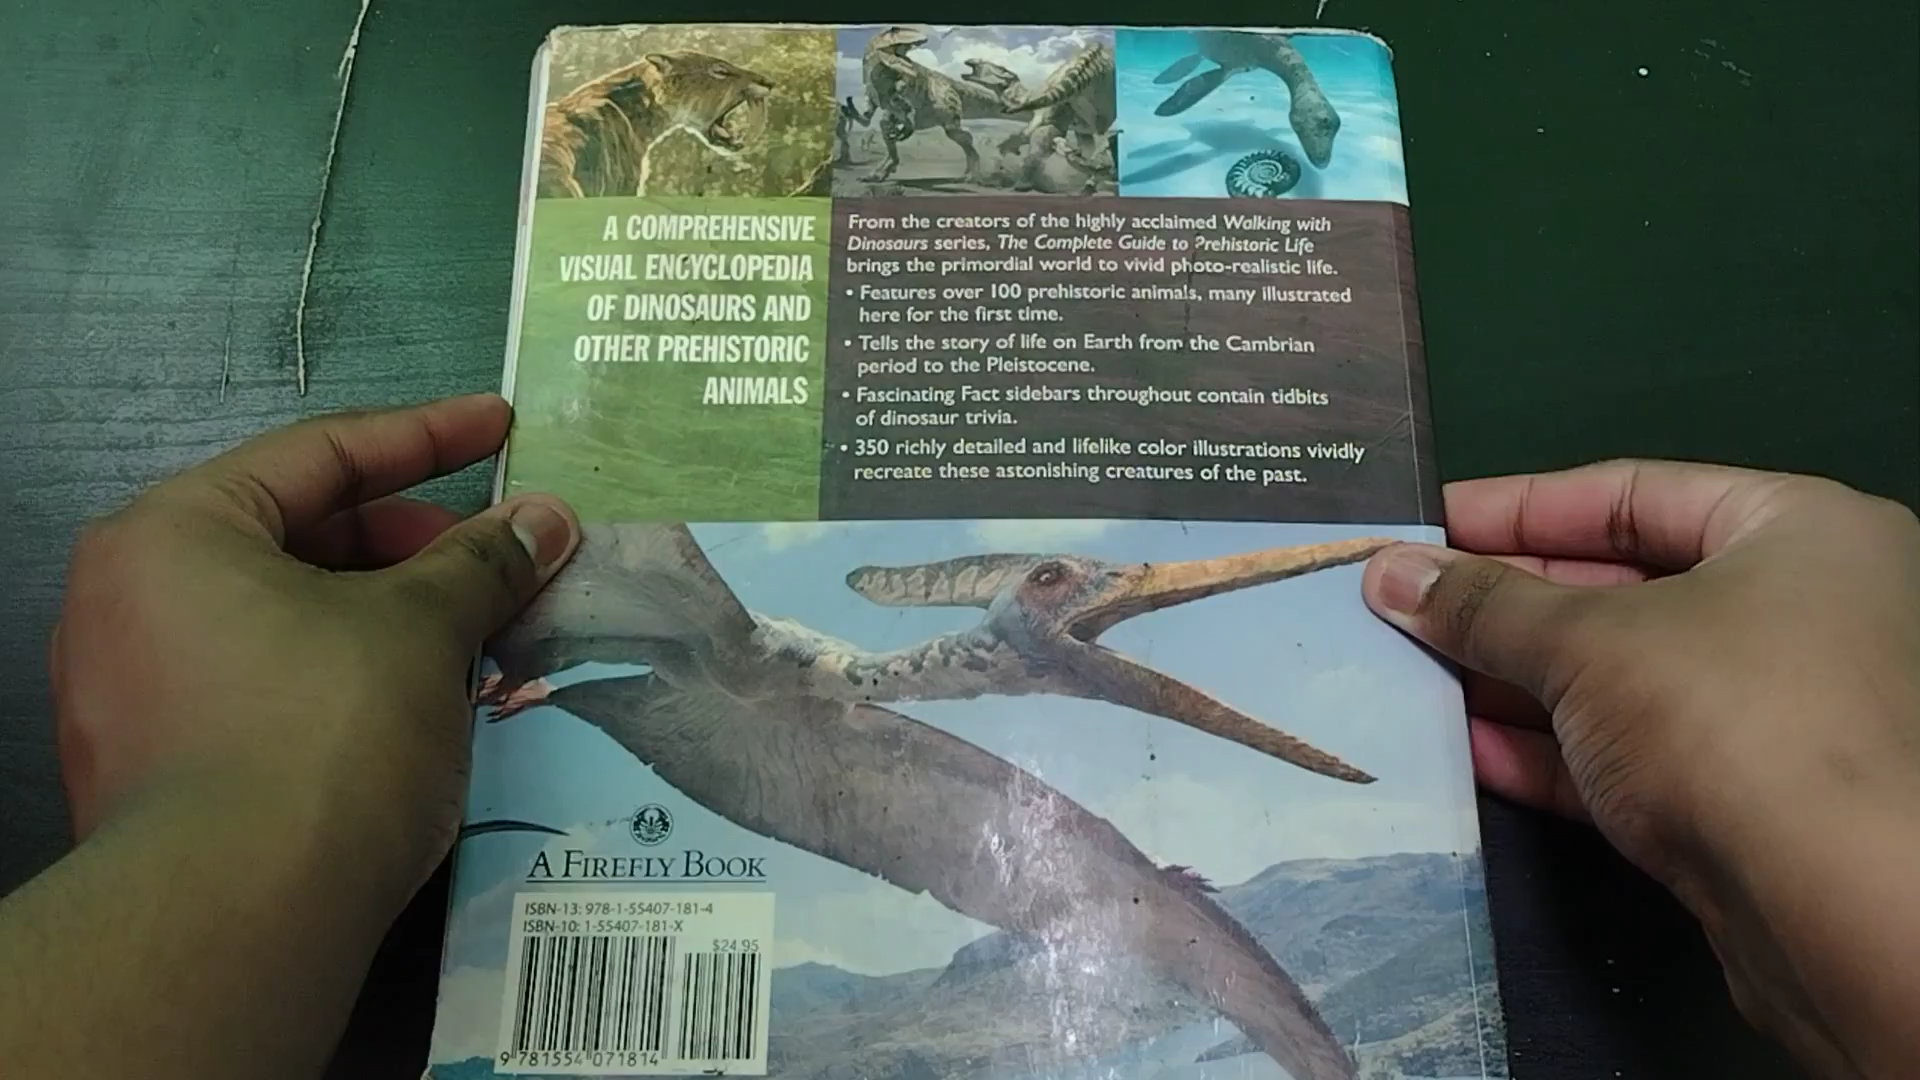 A COMPREHENSIVE
VISUAL ENCYCLOPEDIA
OF DINOSAURS AND
OTHER PREHISTORIC
ANIMALS
From the creators of the highly acclaimed Walking with
Dinosaurs series, The Complete Guide to Prehistoric Life
brings the primordial world to vivid photo-realistic life.
• Features over 100 prehistoric animals, many illustrated
here for the first time.
• Tells the story of life on Earth from the Cambrian
period to the Pleistocene.
• Fascinating Fact sidebars throughout contain tidbits
of dinosaur trivia.
• 350 richly detailed and lifelike color illustrations vividly
recreate these astonishing creatures of the past.
A FIREFLY BOOK
ISBN-13: 978-1-55407-181-4
ISBN-10: 1-55407-181-X
$24.95
9 781554 071814